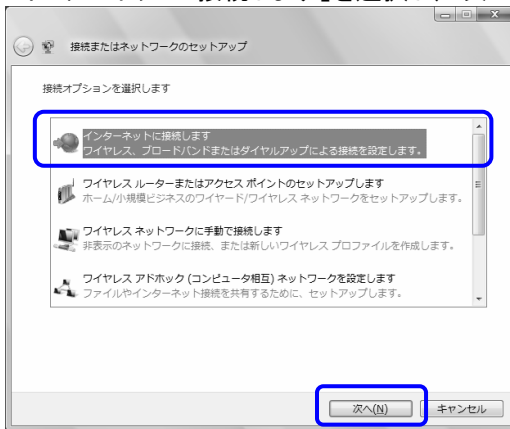 接続またはネットワークのセットアップ
接続オプションを選択します
インターネットに接続します
ワイヤレス、ブロードバンドまたはダイヤルアップによる接続を設定します。
ワイヤレス ルーターまたはアクセス ポイントのセットアップします
ホーム/小規模ビジネスのワイヤード/ワイヤレス ネットワークをセットアップします。
ワイヤレス ネットワークに手動で接続します
非表示のネットワークに接続、または新しいワイヤレス プロファイルを作成します。
ワイヤレス アドホック (コンピュータ相互) ネットワークを設定します
ファイルやインターネット接続を共有するために、セットアップします。
次へ(N) キャンセル